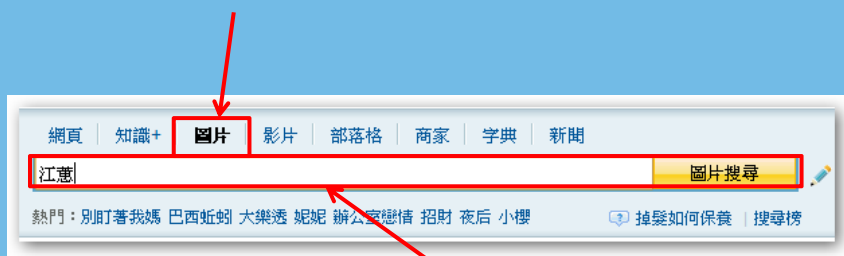 網頁 知識+ 圖片 影片 部落格 商家 字典 新聞
江蕙 圖片搜尋
熱門：別盯著我媽 巴西蚯蚓 大樂透 妮妮 辦公室戀情 招財 夜后 小櫻 掉髮如何保養 搜尋榜